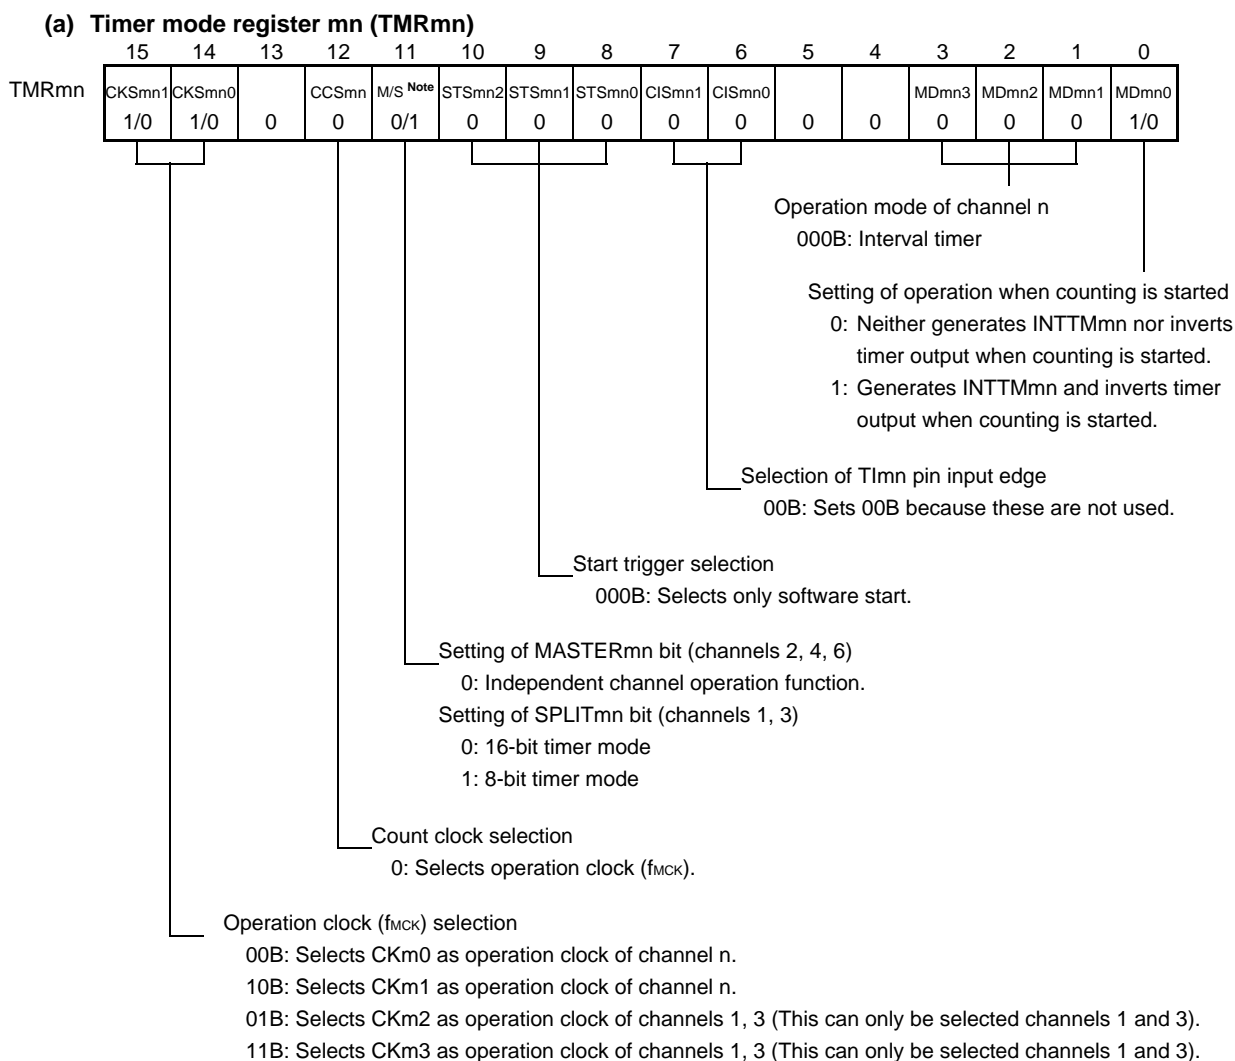 (a) Timer mode register mn (TMRmn)
15 14 13 12 11 10 9 8 7 6 5 4 3 2 1 0
TMRmn CKSmn1 CKSmn0 CCSmn M/S Note STSmn2 STSmn1 STSmn0 CISmn1 CISmn0 MDmn3 MDmn2 MDmn1 MDmn0
1/0 1/0 0 0 0/1 0 0 0 0 0 0 0 0 0 0 1/0
Operation mode of channel n
000B: Interval timer
Setting of operation when counting is started
0: Neither generates INTTMmn nor inverts
timer output when counting is started.
1: Generates INTTMmn and inverts timer
output when counting is started.
Selection of TImn pin input edge
00B: Sets 00B because these are not used.
Start trigger selection
000B: Selects only software start.
Setting of MASTERmn bit (channels 2, 4, 6)
0: Independent channel operation function.
Setting of SPLITmn bit (channels 1, 3)
0: 16-bit timer mode
1: 8-bit timer mode
Count clock selection
0: Selects operation clock (fMCK).
Operation clock (fMCK) selection
00B: Selects CKm0 as operation clock of channel n.
10B: Selects CKm1 as operation clock of channel n.
01B: Selects CKm2 as operation clock of channels 1, 3 (This can only be selected channels 1 and 3).
11B: Selects CKm3 as operation clock of channels 1, 3 (This can only be selected channels 1 and 3).